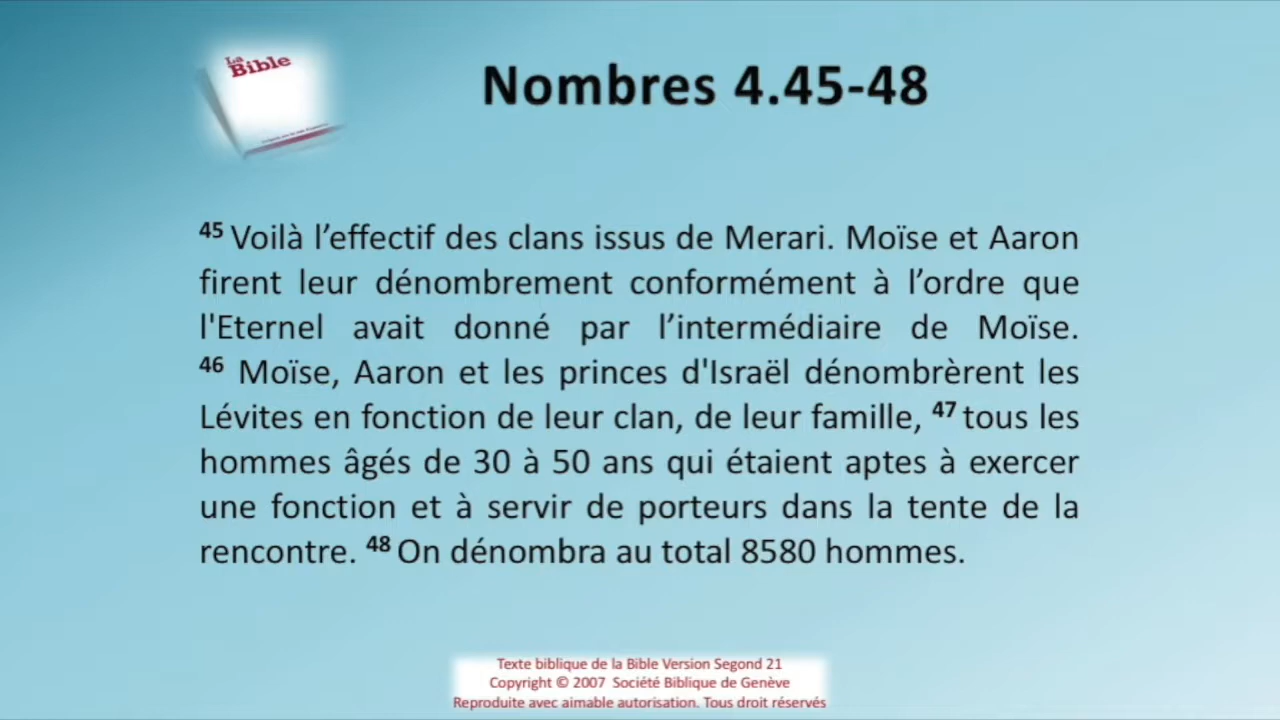 La
Bible
Nombres 4.45-48
45 Voilà l’effectif des clans issus de Merari. Moïse et Aaron
firent leur dénombrement conformément à l’ordre que
l'Eternel avait donné par l’intermédiaire de Moïse.
46 Moïse, Aaron et les princes d'Israël dénombrèrent les
Lévites en fonction de leur clan, de leur famille, 47 tous les
hommes âgés de 30 à 50 ans qui étaient aptes à exercer
une fonction et à servir de porteurs dans la tente de la
rencontre. 48 On dénombra au total 8580 hommes.
Texte biblique de la Bible Version Segond 21
Copyright © 2007 Société Biblique de Genève
Reproduite avec aimable autorisation. Tous droit réservés